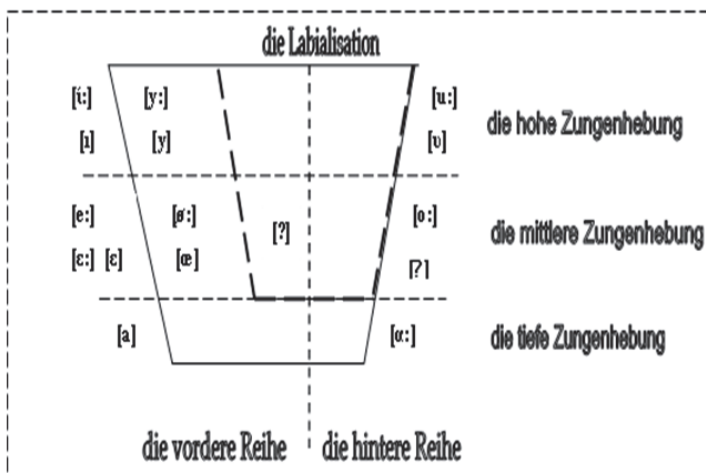 die Labialisation
[i:] [y:] [u:]
[ı] [y] [ʋ] die hohe Zungenhebung
[e:] [ø:] [?] [o:] die mittlere Zungenhebung
[ɛ:] [ɛ] [œ] [?]
[a] [ɑ:] die tiefe Zungenhebung
die vordere Reihe die hintere Reihe